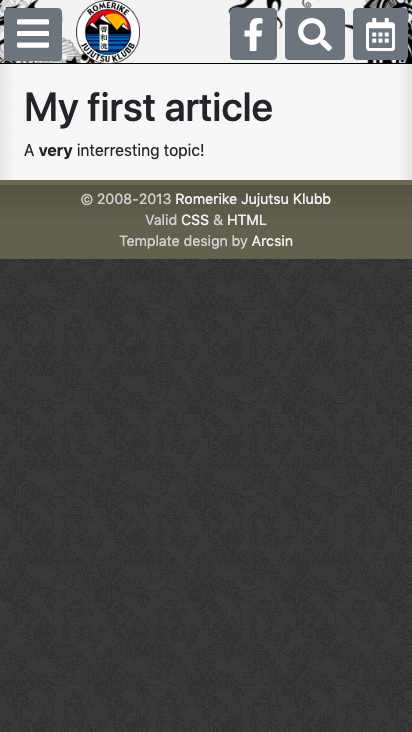 ROMERIKE
JUJUTSU KLUBB
My first article
A very interresting topic!
© 2008-2013 Romerike Jujutsu Klubb
Valid CSS & HTML
Template design by Arcsin